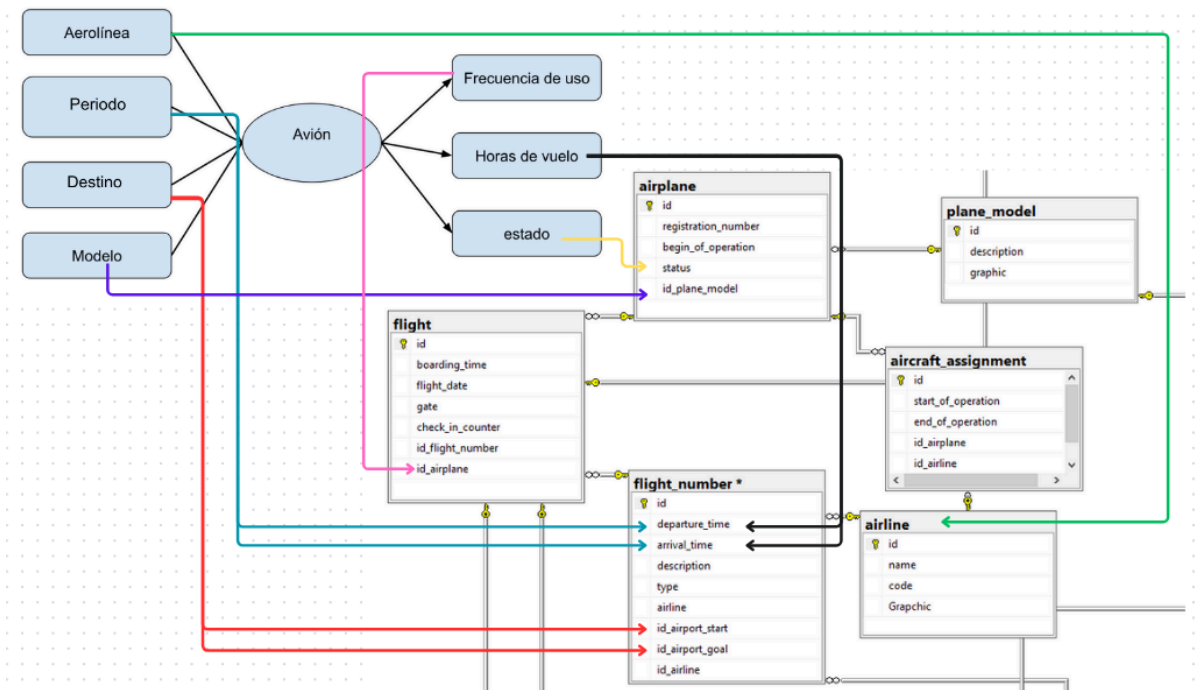 Aerolínea
Periodo
Destino
Modelo
Avión
Frecuencia de uso
Horas de vuelo
estado
airplane
id
registration_number
begin_of_operation
status
id_plane_model
plane_model
id
description
graphic
flight
id
boarding_time
flight_date
gate
check_in_counter
id_flight_number
id_airplane
aircraft_assignment
id
start_of_operation
end_of_operation
id_airplane
id_airline
flight_number *
id
departure_time
arrival_time
description
type
airline
id_airport_start
id_airport_goal
id_airline
airline
id
name
code
Grapchic